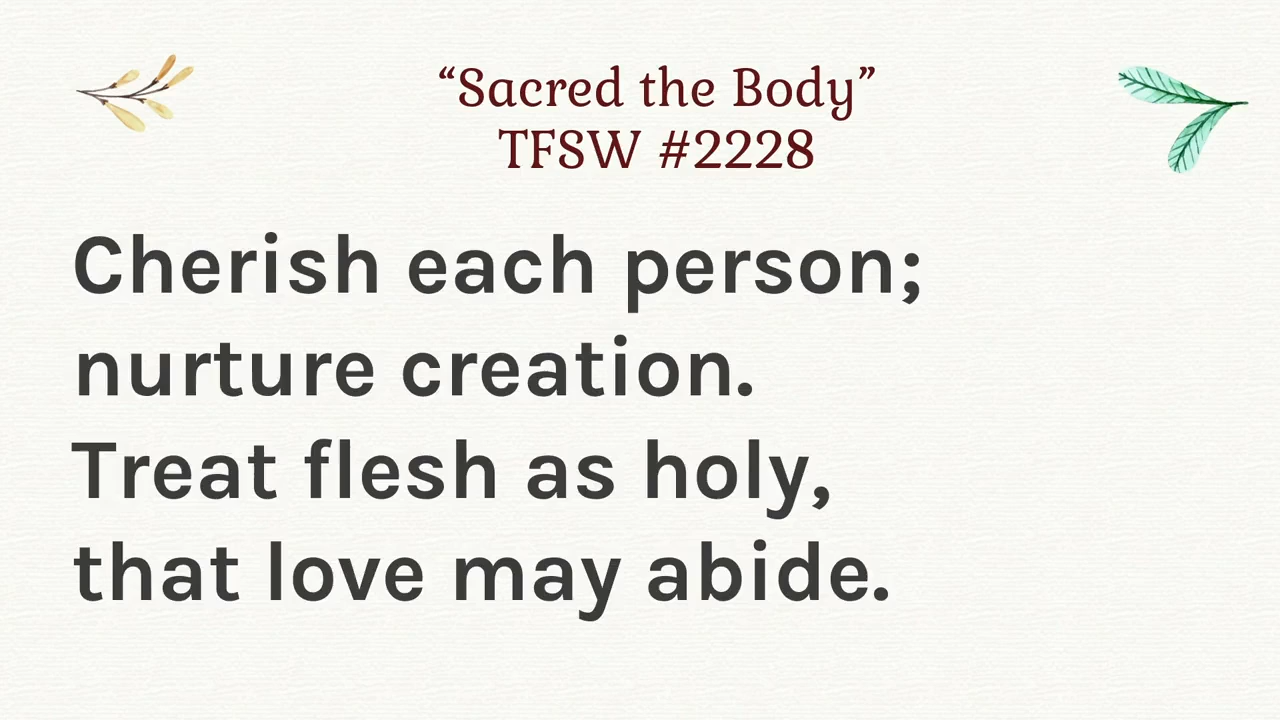 “Sacred the Body”
TFSW #2228
Cherish each person;
nurture creation.
Treat flesh as holy,
that love may abide.